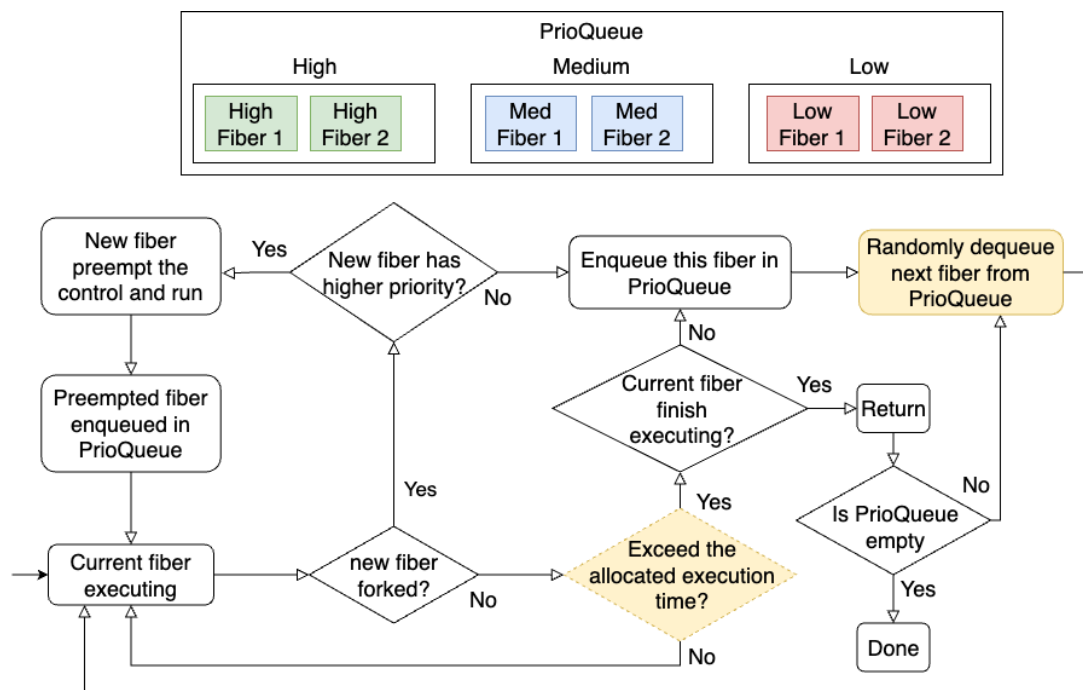 PrioQueue
High
Medium
Low
High
Fiber 1
High
Fiber 2
Med
Fiber 1
Med
Fiber 2
Low
Fiber 1
Low
Fiber 2
New fiber
preempt the
control and run
Yes
New fiber has
higher priority?
No
Enqueue this fiber in
PrioQueue
Randomly dequeue
next fiber from
PrioQueue
No
Preempted fiber
enqueued in
PrioQueue
Current fiber
finish
executing?
Yes
Return
Yes
Yes
No
Is PrioQueue
empty
Current fiber
executing
new fiber
forked?
No
Exceed the
allocated execution
time?
Yes
No
Done